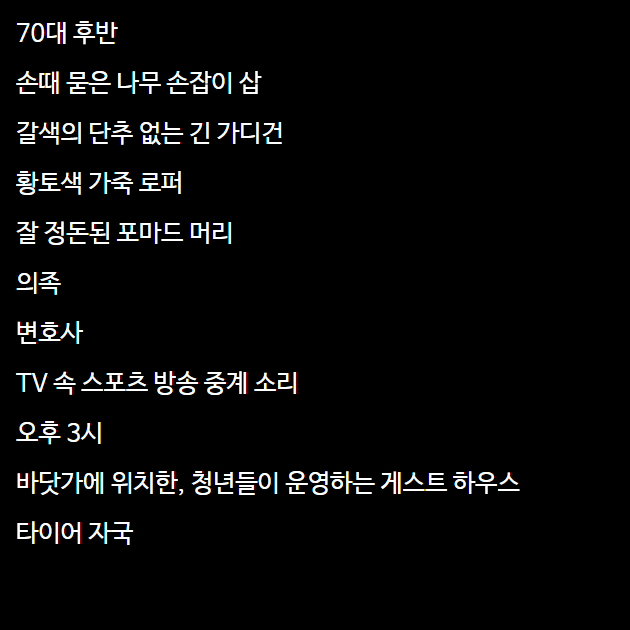 70대 후반
손때 묻은 나무 손잡이 삽
갈색의 단추 없는 긴 가디건
황토색 가죽 로퍼
잘 정돈된 포마드 머리
의족
변호사
TV 속 스포츠 방송 중계 소리
오후 3시
바닷가에 위치한, 청년들이 운영하는 게스트 하우스
타이어 자국